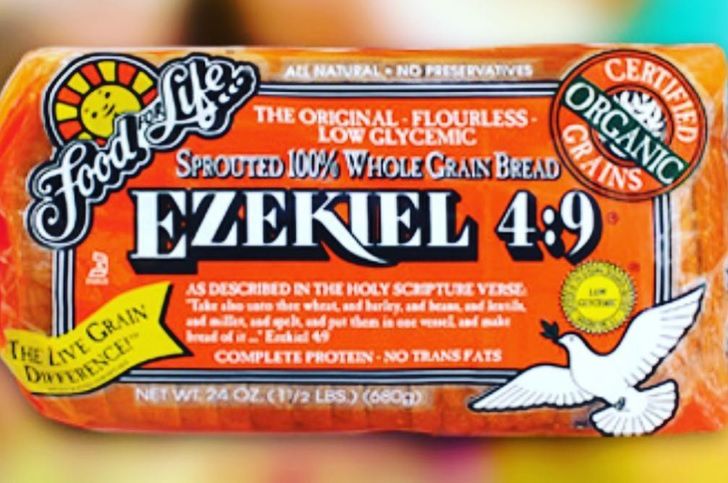 Food FOR Life
ALL NATURAL • NO PRESERVATIVES
THE ORIGINAL - FLOURLESS -
LOW GLYCEMIC
SPROUTED 100% WHOLE GRAIN BREAD
EZEKIEL 4:9®
CERTIFIED
ORGANIC
GRAINS
AS DESCRIBED IN THE HOLY SCRIPTURE VERSE:
"Take also unto thee wheat, and barley, and beans, and lentils,
and millet, and spelt, and put them in one vessel, and make
bread of it..." Ezekiel 4:9
COMPLETE PROTEIN - NO TRANS FATS
LOW
GLYCEMIC
THE LIVE GRAIN
DIFFERENCE!
NET WT. 24 OZ. (1 1/2 LBS.) (680g)